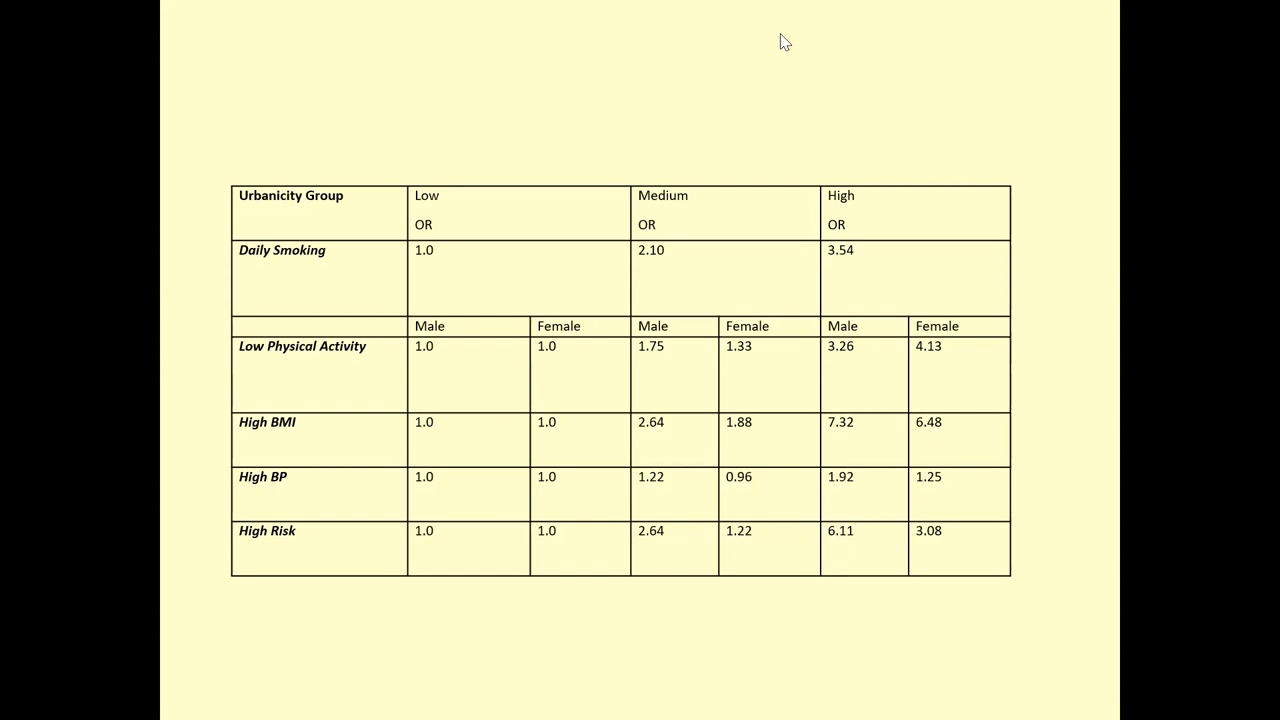 Urbanicity Group Low Medium High
OR OR OR
Daily Smoking 1.0 2.10 3.54
Male Female Male Female Male Female
Low Physical Activity 1.0 1.0 1.75 1.33 3.26 4.13
High BMI 1.0 1.0 2.64 1.88 7.32 6.48
High BP 1.0 1.0 1.22 0.96 1.92 1.25
High Risk 1.0 1.0 2.64 1.22 6.11 3.08